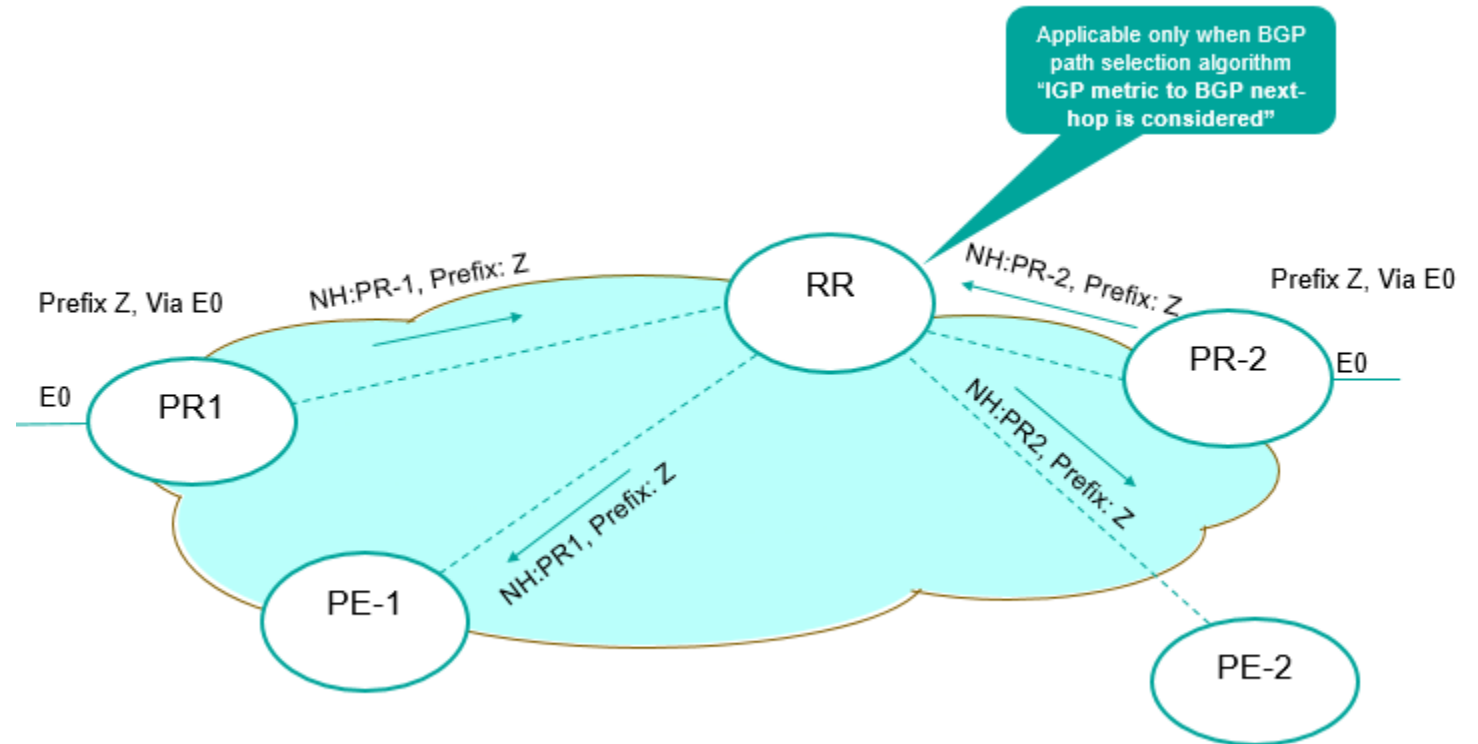 Applicable only when BGP
path selection algorithm
“IGP metric to BGP next-
hop is considered”
RR
NH:PR-1, Prefix: Z
NH:PR-2, Prefix: Z
Prefix Z, Via E0
Prefix Z, Via E0
E0
PR1
PR-2
E0
NH:PR2, Prefix: Z
NH:PR1, Prefix: Z
PE-1
PE-2